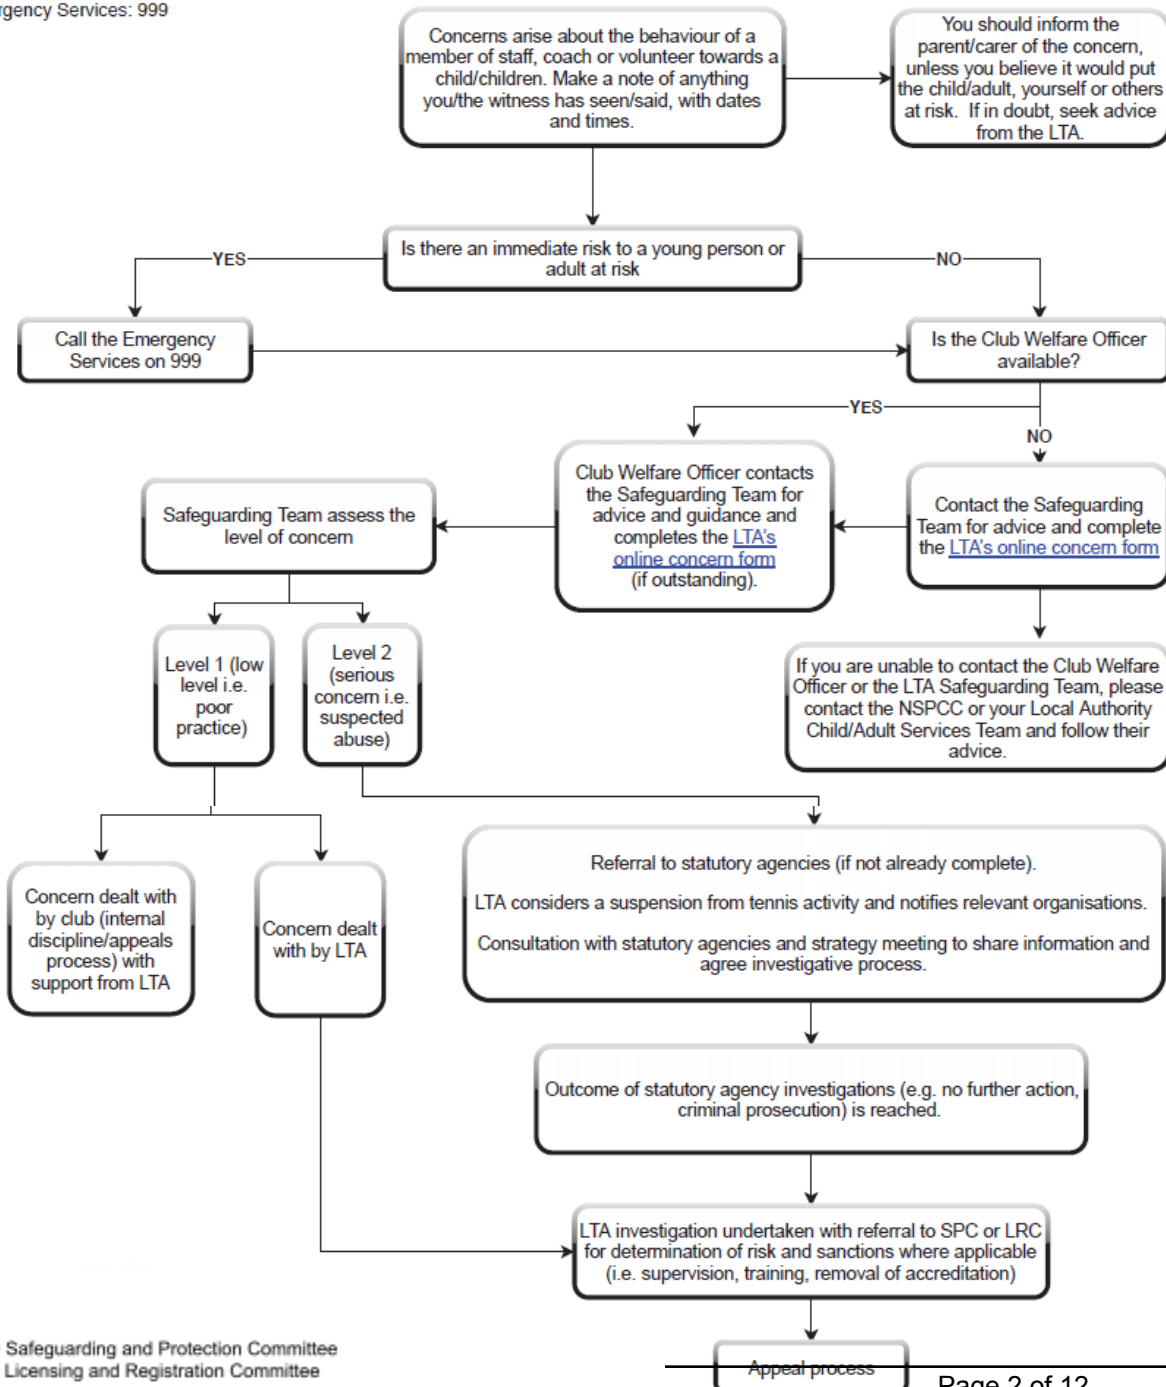 rgency Services: 999
Concerns arise about the behaviour of a
member of staff, coach or volunteer towards a
child/children. Make a note of anything
you/the witness has seen/said, with dates
and times.
You should inform the
parent/carer of the concern,
unless you believe it would put
the child/adult, yourself or others
at risk. If in doubt, seek advice
from the LTA.
Is there an immediate risk to a young person or
adult at risk
YES
NO
Call the Emergency
Services on 999
Is the Club Welfare Officer
available?
YES
NO
Club Welfare Officer contacts
the Safeguarding Team for
advice and guidance and
completes the LTA's
online concern form
(if outstanding).
Contact the Safeguarding
Team for advice and complete
the LTA's online concern form
Safeguarding Team assess the
level of concern
Level 1 (low
level i.e.
poor
practice)
Level 2
(serious
concern i.e.
suspected
abuse)
If you are unable to contact the Club Welfare
Officer or the LTA Safeguarding Team, please
contact the NSPCC or your Local Authority
Child/Adult Services Team and follow their
advice.
Concern dealt with
by club (internal
discipline/appeals
process) with
support from LTA
Concern dealt
with by LTA
Referral to statutory agencies (if not already complete).
LTA considers a suspension from tennis activity and notifies relevant organisations.
Consultation with statutory agencies and strategy meeting to share information and
agree investigative process.
Outcome of statutory agency investigations (e.g. no further action,
criminal prosecution) is reached.
LTA investigation undertaken with referral to SPC or LRC
for determination of risk and sanctions where applicable
(i.e. supervision, training, removal of accreditation)
Appeal process
Safeguarding and Protection Committee
Licensing and Registration Committee
Page 2 of 12